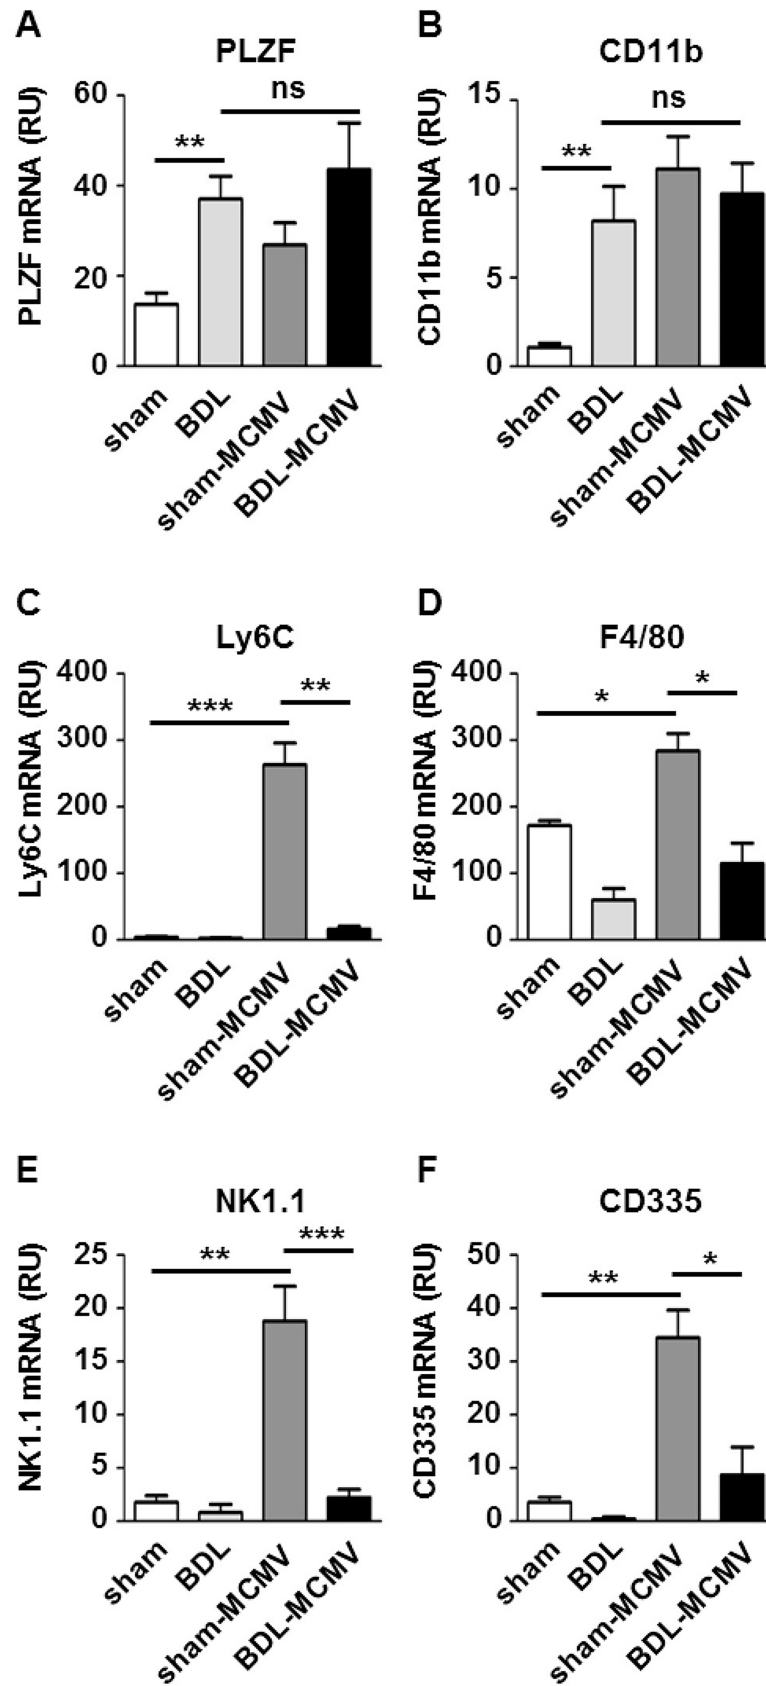 A
PLZF
PLZF mRNA (RU)
60
40
20
0
**
ns
sham
BDL
sham-MCMV
BDL-MCMV
B
CD11b
CD11b mRNA (RU)
15
10
5
0
**
ns
sham
BDL
sham-MCMV
BDL-MCMV
C
Ly6C
Ly6C mRNA (RU)
400
300
200
100
0
***
**
sham
BDL
sham-MCMV
BDL-MCMV
D
F4/80
F4/80 mRNA (RU)
400
300
200
100
0
*
*
sham
BDL
sham-MCMV
BDL-MCMV
E
NK1.1
NK1.1 mRNA (RU)
25
20
15
10
5
0
**
***
sham
BDL
sham-MCMV
BDL-MCMV
F
CD335
CD335 mRNA (RU)
50
40
30
20
10
0
**
*
sham
BDL
sham-MCMV
BDL-MCMV